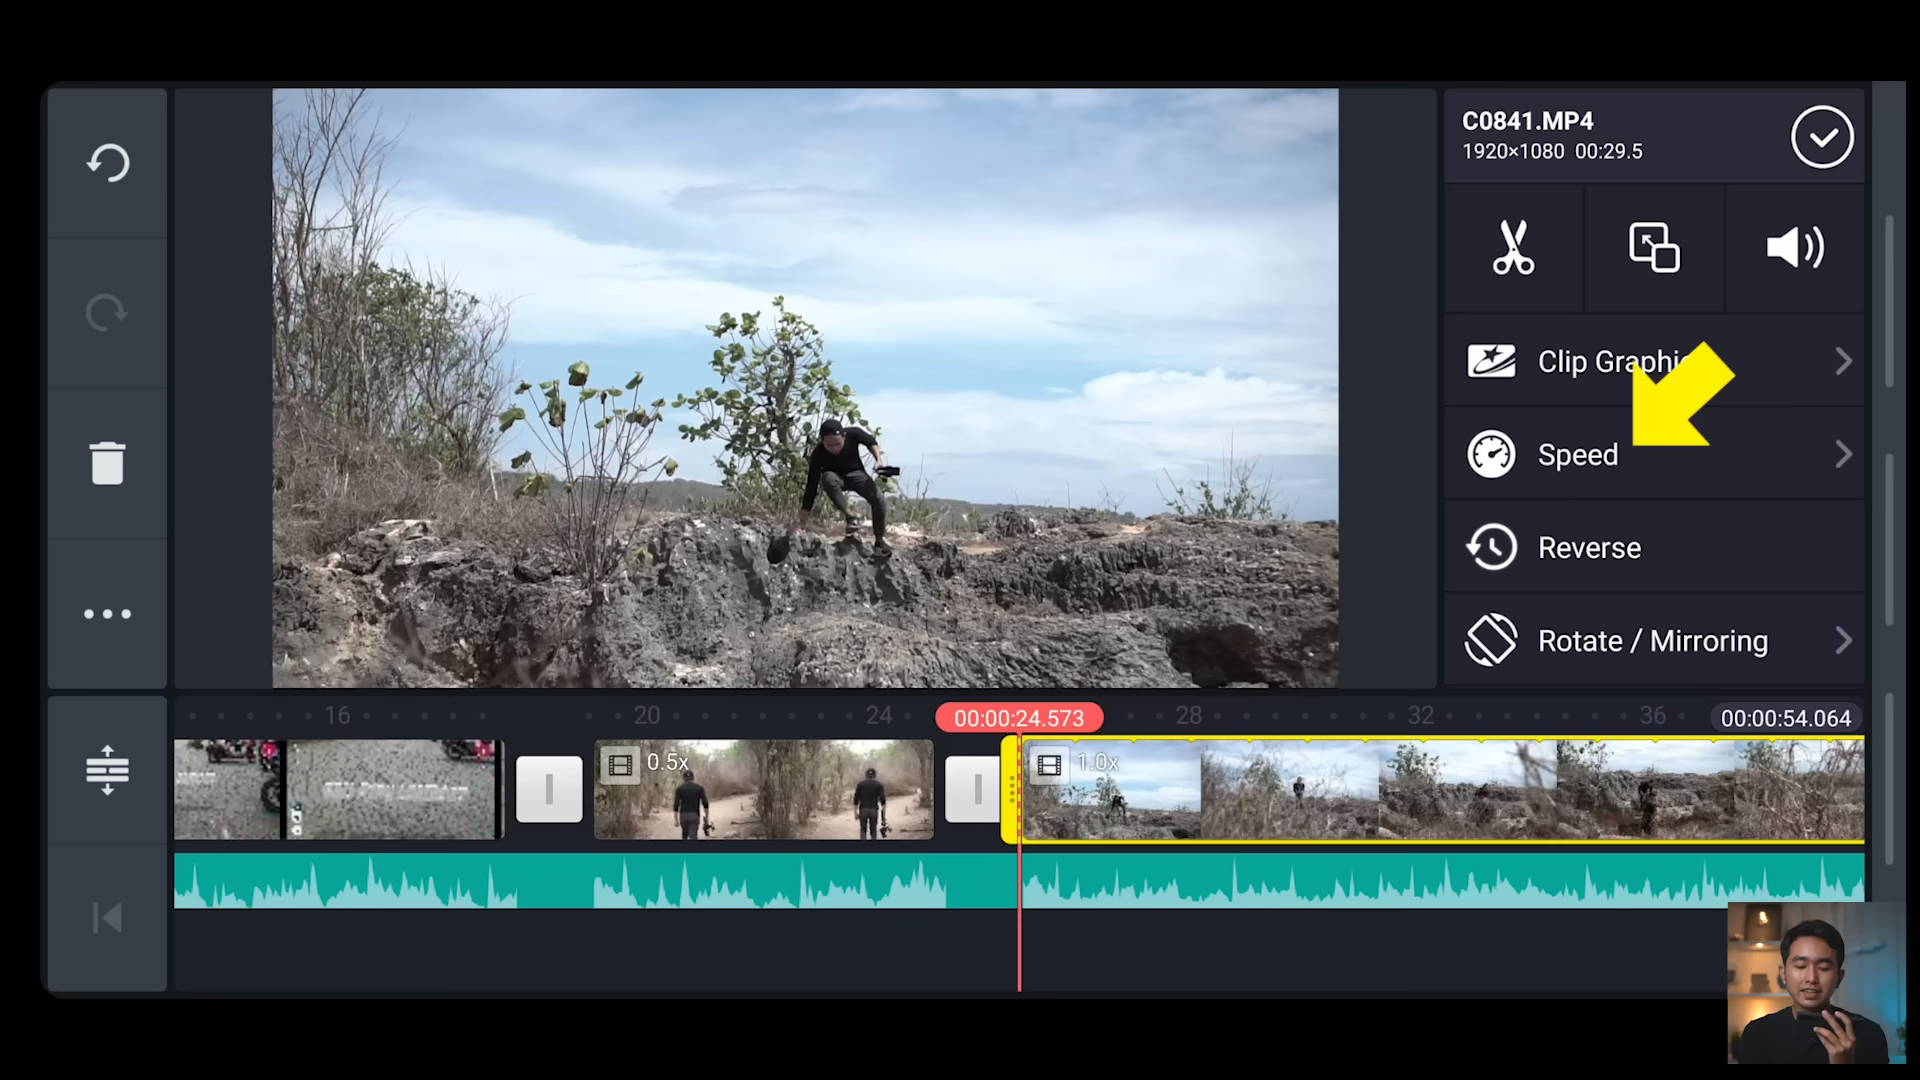 C0841.MP4
1920×1080 00:29.5
Clip Graphi
Speed
Reverse
Rotate / Mirroring
16
20
24
00:00:24.573
28
32
36
00:00:54.064
0.5x
1.0x